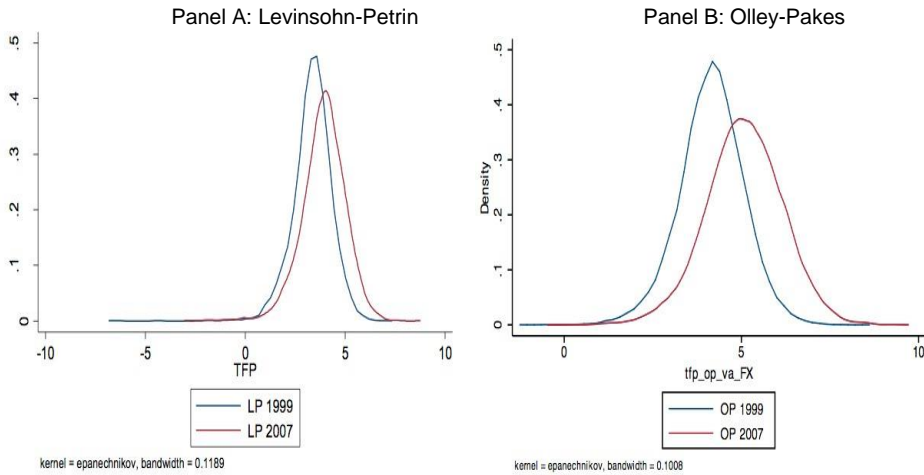 Panel A: Levinsohn-Petrin
.5
.4
.3
.2
.1
0
-10
-5
0
5
10
TFP
LP 1999
LP 2007
kernel = epanechnikov, bandwidth = 0.1189
Panel B: Olley-Pakes
Density
.5
.4
.3
.2
.1
0
0
5
10
tfp_op_va_FX
OP 1999
OP 2007
kernel = epanechnikov, bandwidth = 0.1008